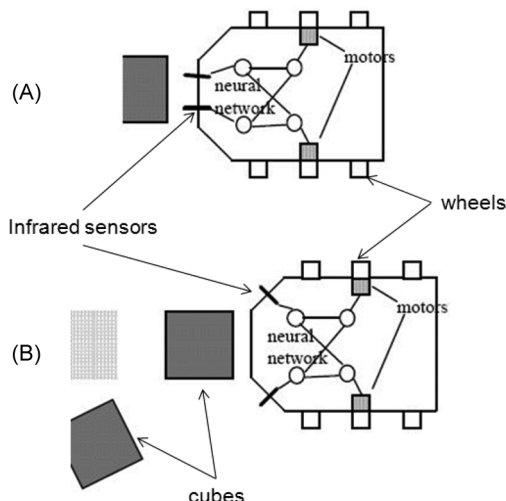 (A)
motors
neural
network
Infrared sensors
wheels
(B)
motors
neural
network
cubes